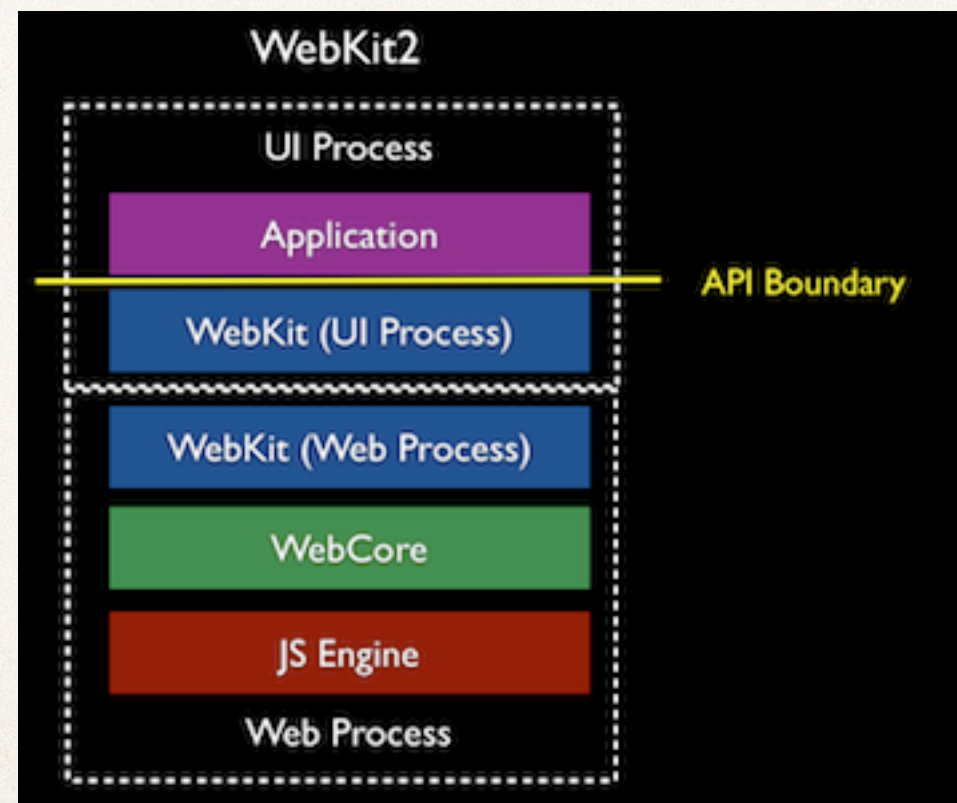 WebKit2
UI Process
Application
API Boundary
WebKit (UI Process)
WebKit (Web Process)
WebCore
JS Engine
Web Process